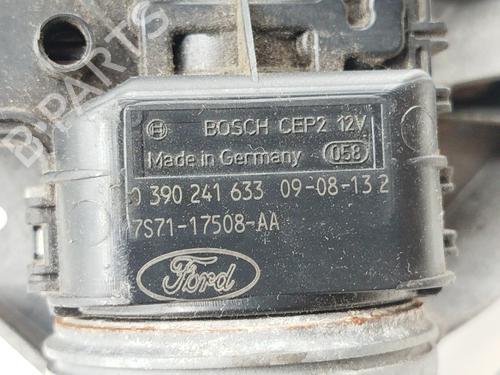 BOSCH CEP2 12V
Made in Germany 058
0 390 241 633 09-08-13 2
7S71-17508-AA
Ford
B-PARTS